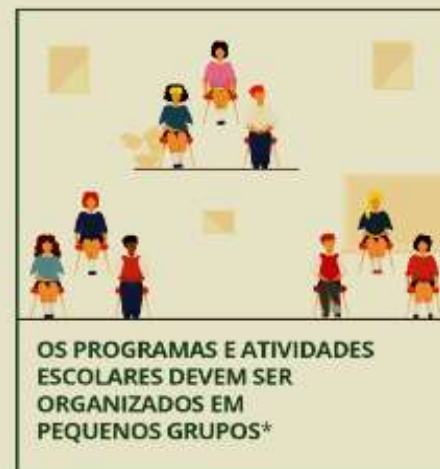 OS PROGRAMAS E ATIVIDADES
ESCOLARES DEVEM SER
ORGANIZADOS EM
PEQUENOS GRUPOS*